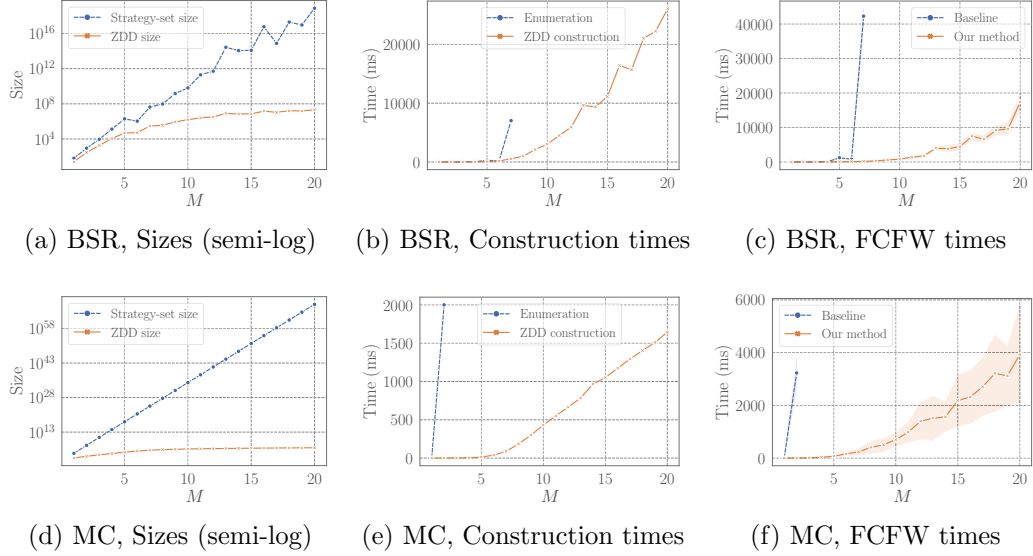 Strategy-set size
ZDD size
10^16
10^12
10^8
10^4
Size
5
10
15
20
M
(a) BSR, Sizes (semi-log)
Enumeration
ZDD construction
20000
10000
0
Time (ms)
5
10
15
20
M
(b) BSR, Construction times
Baseline
Our method
40000
30000
20000
10000
0
Time (ms)
5
10
15
20
M
(c) BSR, FCFW times
Strategy-set size
ZDD size
10^58
10^43
10^28
10^13
Size
5
10
15
20
M
(d) MC, Sizes (semi-log)
Enumeration
ZDD construction
2000
1500
1000
500
0
Time (ms)
5
10
15
20
M
(e) MC, Construction times
Baseline
Our method
6000
4000
2000
0
Time (ms)
5
10
15
20
M
(f) MC, FCFW times